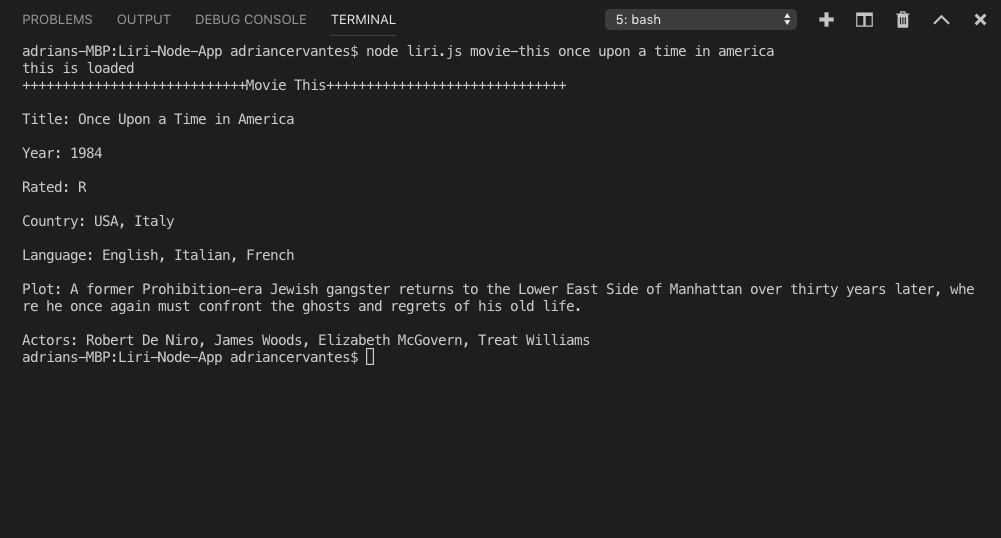 PROBLEMS OUTPUT DEBUG CONSOLE TERMINAL 5: bash
adrians-MBP:Liri-Node-App adriancervantes$ node liri.js movie-this once upon a time in america
this is loaded
++++++++++++++++++++++++++++Movie This++++++++++++++++++++++++++++++
Title: Once Upon a Time in America
Year: 1984
Rated: R
Country: USA, Italy
Language: English, Italian, French
Plot: A former Prohibition-era Jewish gangster returns to the Lower East Side of Manhattan over thirty years later, whe
re he once again must confront the ghosts and regrets of his old life.
Actors: Robert De Niro, James Woods, Elizabeth McGovern, Treat Williams
adrians-MBP:Liri-Node-App adriancervantes$